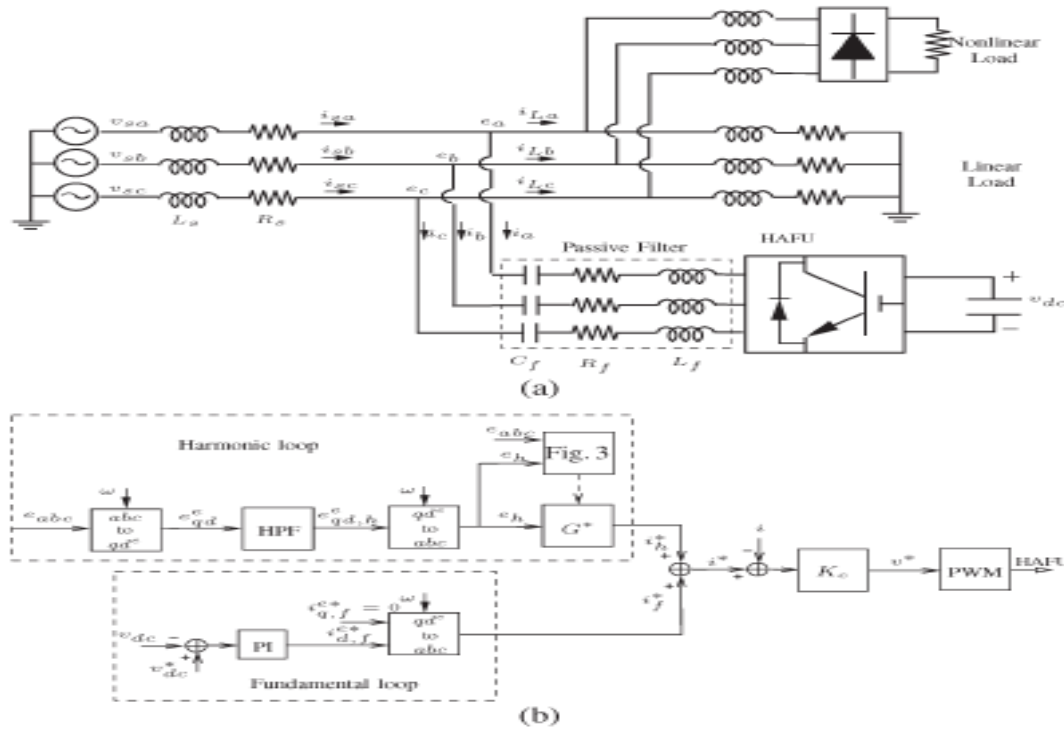 Nonlinear
Load
v_sa
i_sa
e_a
i_La
v_sb
i_sb
e_b
i_Lb
Linear
Load
v_sc
i_sc
e_c
i_Lc
L_s
R_s
i_c
i_b
i_a
Passive Filter
HAFU
+
v_dc
−
C_f
R_f
L_f
(a)
Harmonic loop
e_abc
e_h
Fig. 3
ω
ω
e_abc
abc
to
qd^e
e^e_qd
HPF
e^e_qd,h
qd^e
to
abc
e_h
G*
i*_h
+
+
i*_f
i*
+
−
i
K_c
v*
PWM
HAFU
i^e*_q,f = 0
ω
v_dc
−
+
v*_dc
PI
i^e*_d,f
qd^e
to
abc
Fundamental loop
(b)